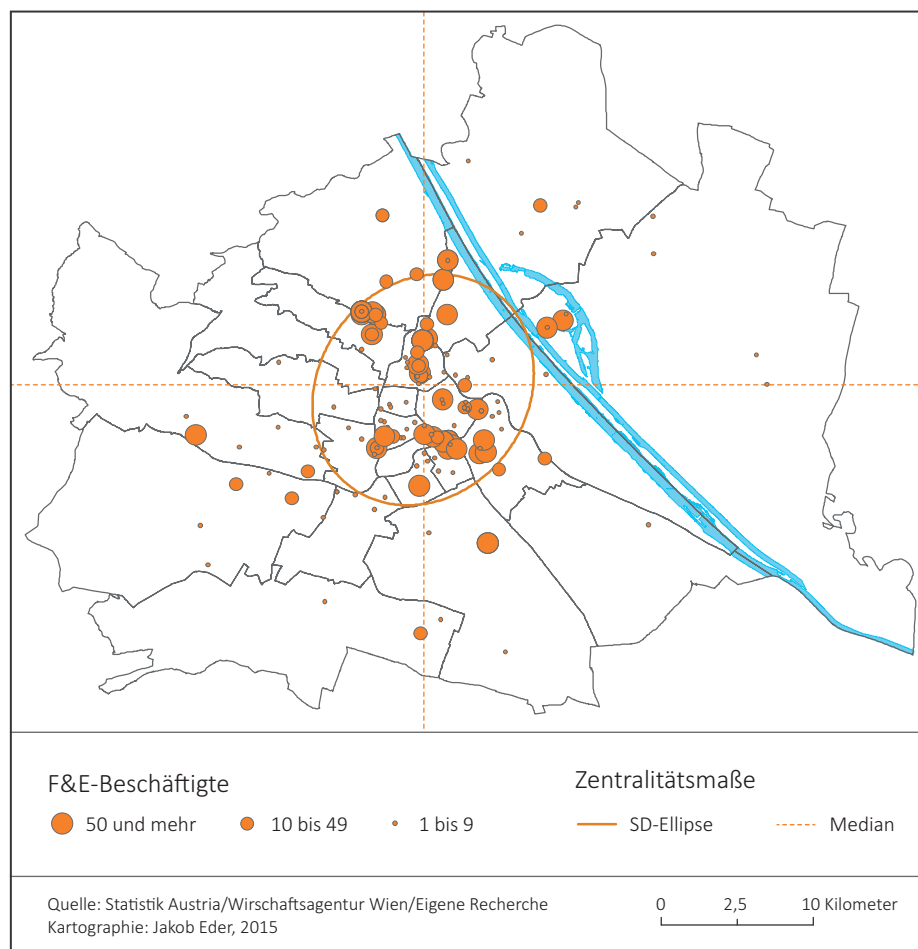 F&E-Beschäftigte
50 und mehr
10 bis 49
1 bis 9
Zentralitätsmaße
SD-Ellipse
Median
Quelle: Statistik Austria/Wirschaftsagentur Wien/Eigene Recherche
Kartographie: Jakob Eder, 2015
0 2,5 10 Kilometer